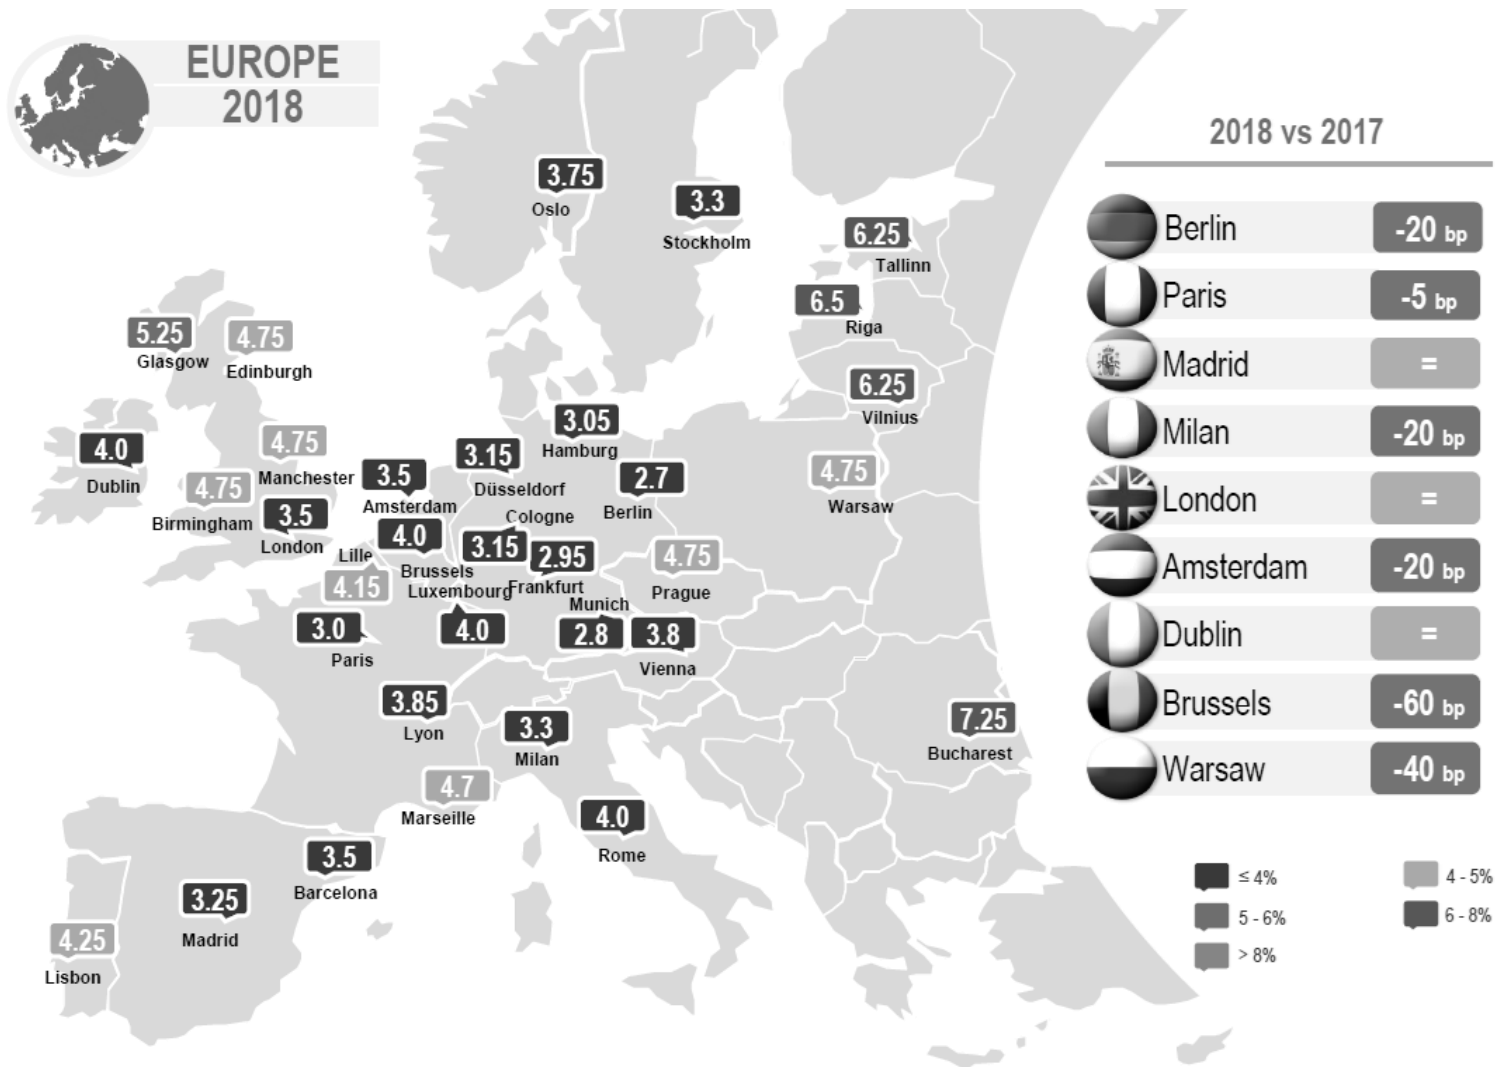 EUROPE
2018
2018 vs 2017
Berlin -20 bp
Paris -5 bp
Madrid =
Milan -20 bp
London =
Amsterdam -20 bp
Dublin =
Brussels -60 bp
Warsaw -40 bp
3.75
Oslo
3.3
Stockholm
6.25
Tallinn
6.5
Riga
6.25
Vilnius
5.25
Glasgow
4.75
Edinburgh
4.0
Dublin
4.75
Manchester
4.75
Birmingham
3.5
London
3.5
Amsterdam
3.15
Düsseldorf
3.05
Hamburg
2.7
Berlin
4.75
Warsaw
Cologne
3.15
4.0
Brussels
Lille
4.15
2.95
Frankfurt
Luxembourg
4.0
Munich
2.8
4.75
Prague
3.8
Vienna
3.0
Paris
3.85
Lyon
3.3
Milan
7.25
Bucharest
4.7
Marseille
4.0
Rome
3.5
Barcelona
3.25
Madrid
4.25
Lisbon
≤ 4%
4 - 5%
5 - 6%
6 - 8%
> 8%